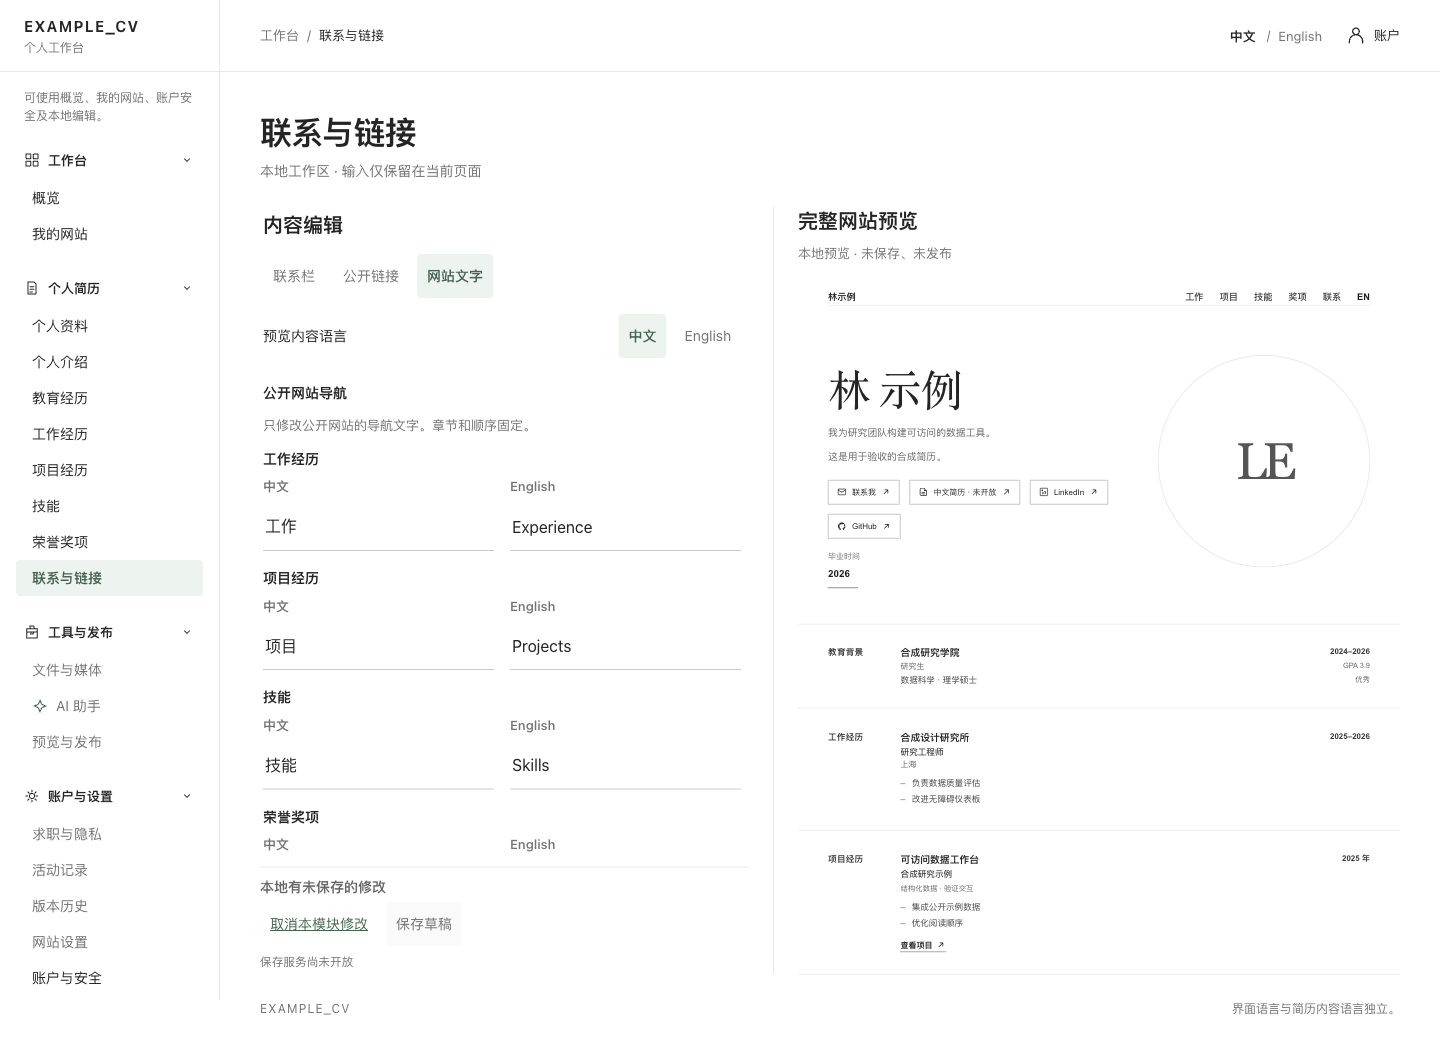 EXAMPLE_CV
个人工作台
工作台 / 联系与链接
中文 / English
账户
可使用概览、我的网站、账户安
全及本地编辑。
工作台
概览
我的网站
个人简历
个人资料
个人介绍
教育经历
工作经历
项目经历
技能
荣誉奖项
联系与链接
工具与发布
文件与媒体
AI 助手
预览与发布
账户与设置
求职与隐私
活动记录
版本历史
网站设置
账户与安全
联系与链接
本地工作区 · 输入仅保留在当前页面
内容编辑
联系栏 公开链接 网站文字
预览内容语言 中文 English
公开网站导航
只修改公开网站的导航文字。章节和顺序固定。
工作经历
中文 English
工作 Experience
项目经历
中文 English
项目 Projects
技能
中文 English
技能 Skills
荣誉奖项
中文 English
本地有未保存的修改
取消本模块修改 保存草稿
保存服务尚未开放
完整网站预览
本地预览 · 未保存、未发布
林示例 工作 项目 技能 奖项 联系 EN
林 示例
我为研究团队构建可访问的数据工具。
这是用于验收的合成简历。
LE
联系我 中文简历 · 未开放 LinkedIn
GitHub
毕业时间
2026
教育背景 合成研究学院 2024–2026
研究生 GPA 3.9
数据科学 · 理学硕士 优秀
工作经历 合成设计研究所 2025–2026
研究工程师
上海
– 负责数据质量评估
– 改进无障碍仪表板
项目经历 可访问数据工作台 2025 年
合成研究示例
结构化数据 · 验证交互
– 集成公开示例数据
– 优化阅读顺序
查看项目
EXAMPLE_CV
界面语言与简历内容语言独立。